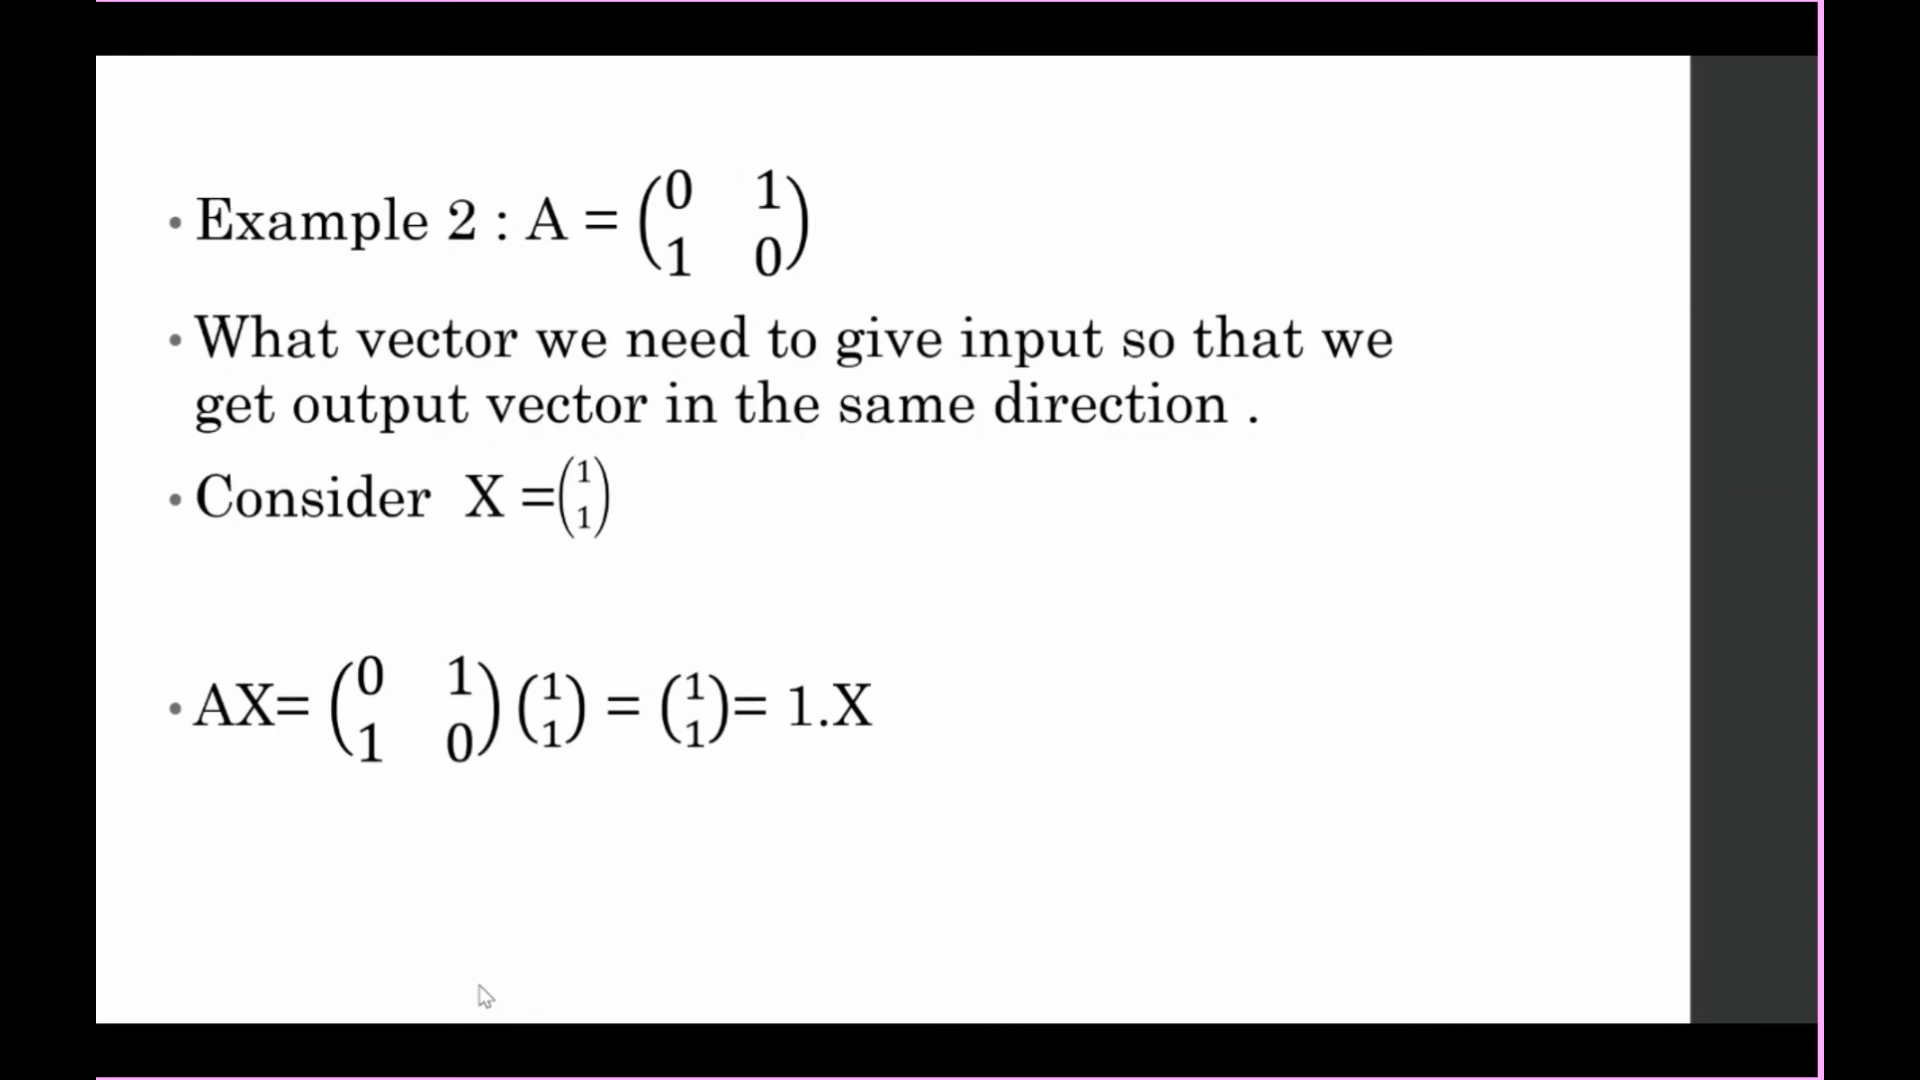 • Example 2 : A = (0 1
1 0)
• What vector we need to give input so that we
get output vector in the same direction .
• Consider X =(1
1)
• AX= (0 1
1 0)(1
1) = (1
1)= 1.X